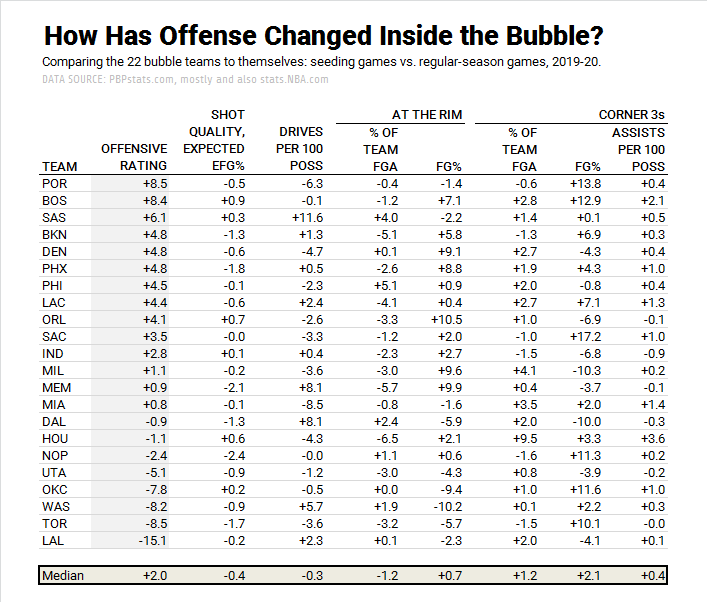 How Has Offense Changed Inside the Bubble?
Comparing the 22 bubble teams to themselves: seeding games vs. regular-season games, 2019-20.
DATA SOURCE: PBPstats.com, mostly and also stats.NBA.com
SHOT AT THE RIM CORNER 3s
QUALITY, DRIVES % OF % OF ASSISTS
OFFENSIVE EXPECTED PER 100 TEAM TEAM PER 100
TEAM RATING EFG% POSS FGA FG% FGA FG% POSS
POR +8.5 -0.5 -6.3 -0.4 -1.4 -0.6 +13.8 +0.4
BOS +8.4 +0.9 -0.1 -1.2 +7.1 +2.8 +12.9 +2.1
SAS +6.1 +0.3 +11.6 +4.0 -2.2 +1.4 +0.1 +0.5
BKN +4.8 -1.3 +1.3 -5.1 +5.8 -1.3 +6.9 +0.3
DEN +4.8 -0.6 -4.7 +0.1 +9.1 +2.7 -4.3 +0.4
PHX +4.8 -1.8 +0.5 -2.6 +8.8 +1.9 +4.3 +1.0
PHI +4.5 -0.1 -2.3 +5.1 +0.9 +2.0 -0.8 +0.4
LAC +4.4 -0.6 +2.4 -4.1 +0.4 +2.7 +7.1 +1.3
ORL +4.1 +0.7 -2.6 -3.3 +10.5 +1.0 -6.9 -0.1
SAC +3.5 -0.0 -3.3 -1.2 +2.0 -1.0 +17.2 +1.0
IND +2.8 +0.1 +0.4 -2.3 +2.7 -1.5 -6.8 -0.9
MIL +1.1 -0.2 -3.6 -3.0 +9.6 +4.1 -10.3 +0.2
MEM +0.9 -2.1 +8.1 -5.7 +9.9 +0.4 -3.7 -0.1
MIA +0.8 -0.1 -8.5 -0.8 -1.6 +3.5 +2.0 +1.4
DAL -0.9 -1.3 +8.1 +2.4 -5.9 +2.0 -10.0 -0.3
HOU -1.1 +0.6 -4.3 -6.5 +2.1 +9.5 +3.3 +3.6
NOP -2.4 -2.4 -0.0 +1.1 +0.6 -1.6 +11.3 +0.2
UTA -5.1 -0.9 -1.2 -3.0 -4.3 +0.8 -3.9 -0.2
OKC -7.8 +0.2 -0.5 +0.0 -9.4 +1.0 +11.6 +1.0
WAS -8.2 -0.9 +5.7 +1.9 -10.2 +0.1 +2.2 +0.3
TOR -8.5 -1.7 -3.6 -3.2 -5.7 -1.5 +10.1 -0.0
LAL -15.1 -0.2 +2.3 +0.1 -2.3 +2.0 -4.1 +0.1
Median +2.0 -0.4 -0.3 -1.2 +0.7 +1.2 +2.1 +0.4